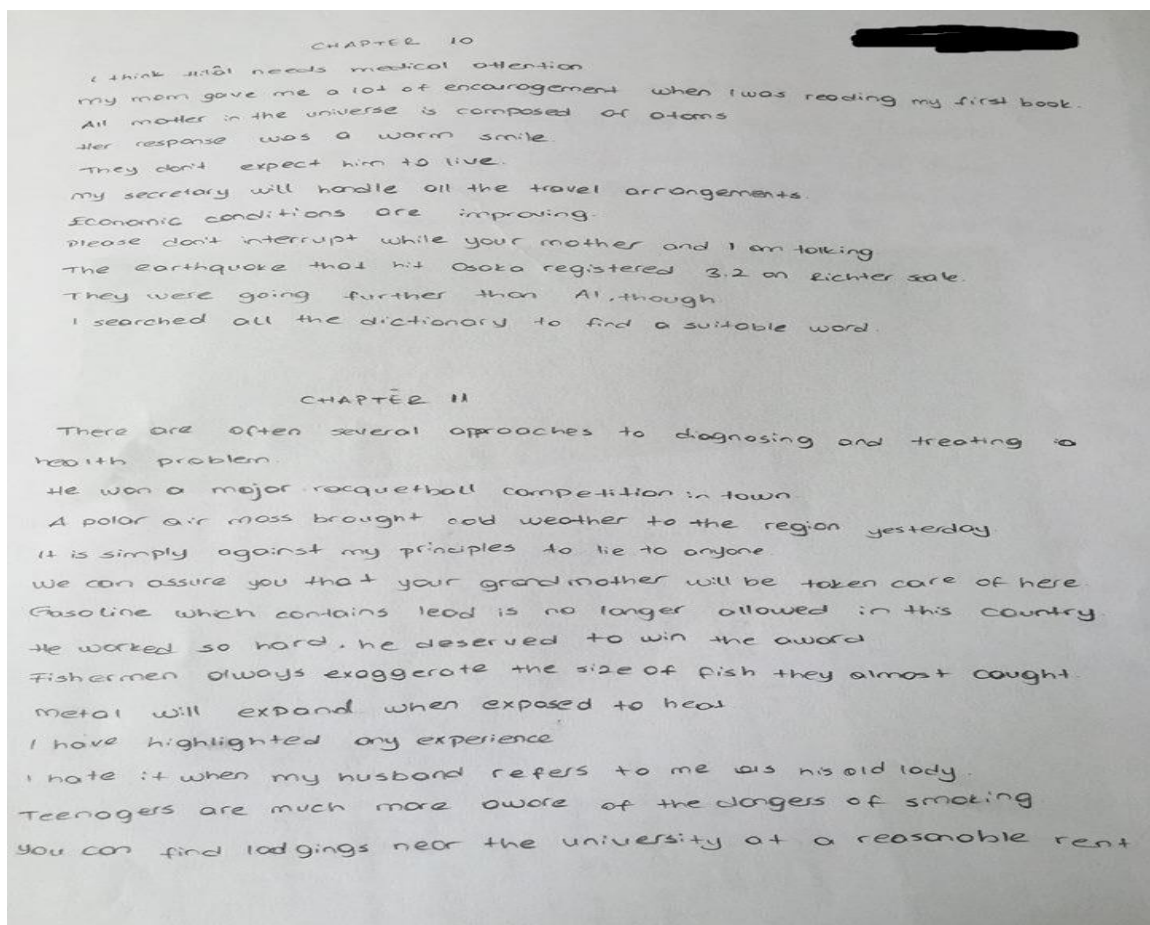 CHAPTER 10
I think needs medical attention
my mom gave me a lot of encouragement when I was reading my first book.
All matter in the universe is composed of atoms
Her response was a warm smile.
They don't expect him to live.
my secretary will handle all the travel arrangements.
Economic conditions are improving.
Please don't interrupt while your mother and I am talking
The earthquake that hit Osaka registered 3.2 on Richter scale.
They were going further than Al, though
I searched all the dictionary to find a suitable word.
CHAPTER 11
There are often several approaches to diagnosing and treating a
health problem.
He won a major racquetball competition in town.
A polar air mass brought cold weather to the region yesterday.
It is simply against my principles to lie to anyone.
We can assure you that your grandmother will be taken care of here.
Gasoline which contains lead is no longer allowed in this country.
He worked so hard, he deserved to win the award
Fishermen always exaggerate the size of fish they almost caught.
metal will expand when exposed to heat
I have highlighted any experience
I hate it when my husband refers to me as his old lady.
Teenagers are much more aware of the dangers of smoking
you can find lodgings near the university at a reasonable rent